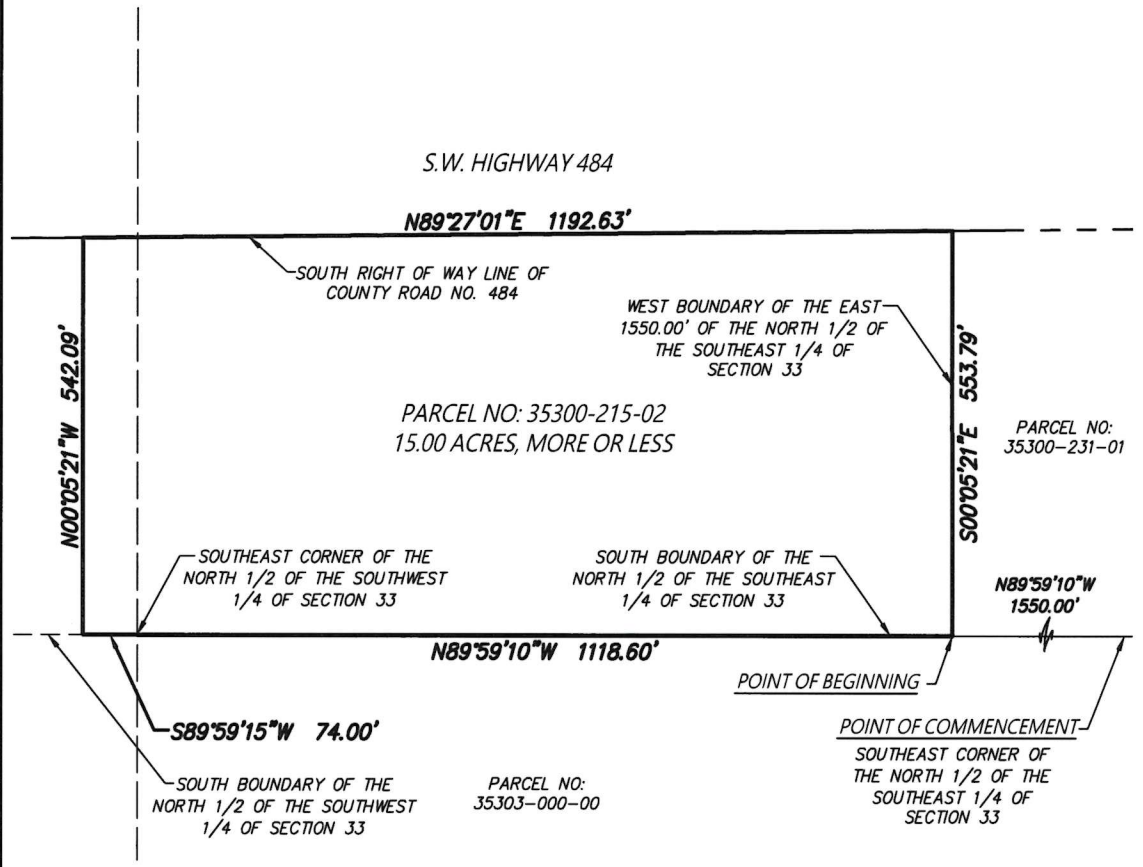 S.W. HIGHWAY 484
N89°27'01"E 1192.63'
SOUTH RIGHT OF WAY LINE OF
COUNTY ROAD NO. 484
WEST BOUNDARY OF THE EAST
1550.00' OF THE NORTH 1/2 OF
THE SOUTHEAST 1/4 OF
SECTION 33
N00°05'21"W 542.09'
PARCEL NO: 35300-215-02
15.00 ACRES, MORE OR LESS
S00°05'21"E 553.79'
PARCEL NO:
35300-231-01
SOUTHEAST CORNER OF THE
NORTH 1/2 OF THE SOUTHWEST
1/4 OF SECTION 33
SOUTH BOUNDARY OF THE
NORTH 1/2 OF THE SOUTHEAST
1/4 OF SECTION 33
N89°59'10"W
1550.00'
N89°59'10"W 1118.60'
POINT OF BEGINNING
S89°59'15"W 74.00'
POINT OF COMMENCEMENT
SOUTHEAST CORNER OF
THE NORTH 1/2 OF THE
SOUTHEAST 1/4 OF
SECTION 33
SOUTH BOUNDARY OF THE
NORTH 1/2 OF THE SOUTHWEST
1/4 OF SECTION 33
PARCEL NO:
35303-000-00